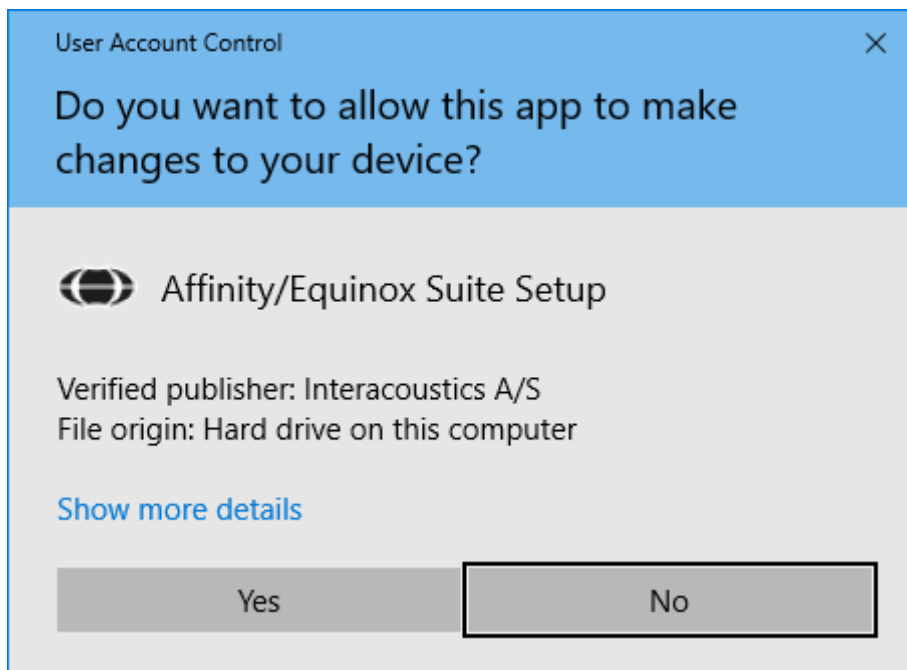 User Account Control
Do you want to allow this app to make
changes to your device?
Affinity/Equinox Suite Setup
Verified publisher: Interacoustics A/S
File origin: Hard drive on this computer
Show more details
Yes No